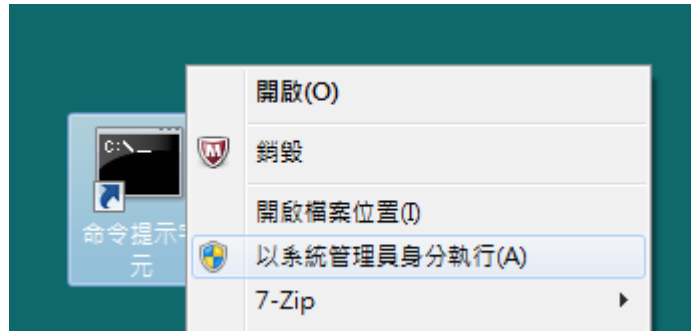 開啟(O)
C:\_
銷毀
開啟檔案位置(I)
命令提示字
元
以系統管理員身分執行(A)
7-Zip